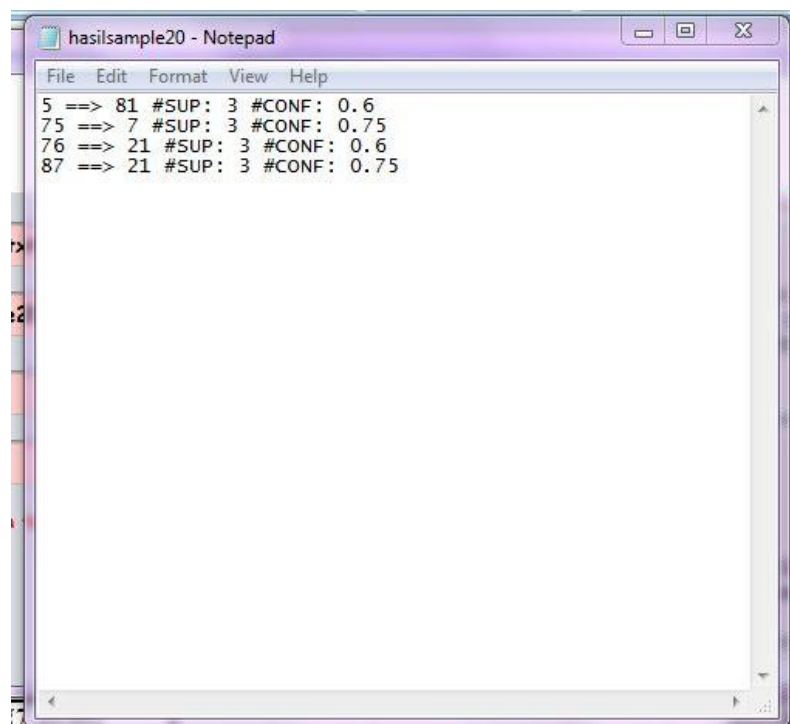 hasilsample20 - Notepad
File Edit Format View Help
5 ==> 81 #SUP: 3 #CONF: 0.6
75 ==> 7 #SUP: 3 #CONF: 0.75
76 ==> 21 #SUP: 3 #CONF: 0.6
87 ==> 21 #SUP: 3 #CONF: 0.75